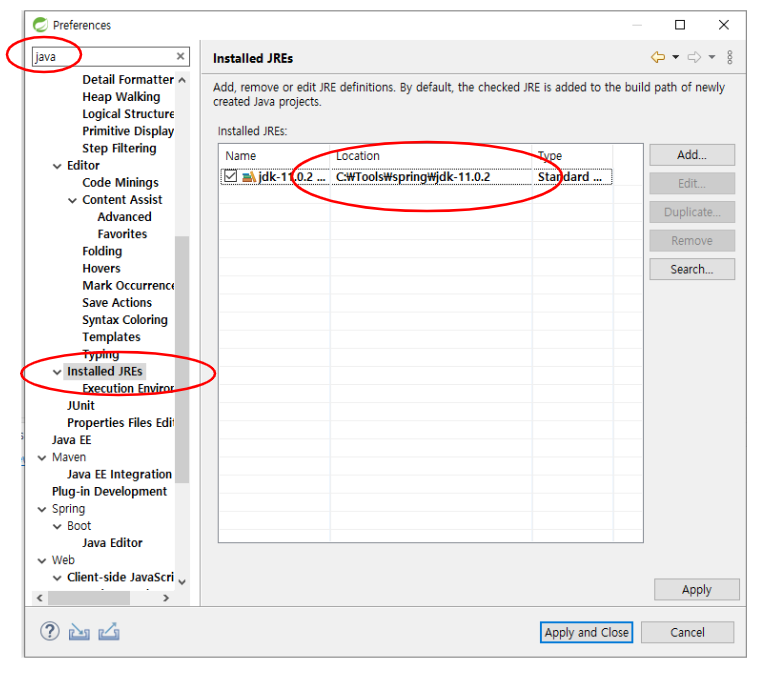 Preferences
java
Installed JREs
Add, remove or edit JRE definitions. By default, the checked JRE is added to the build path of newly
created Java projects.
Installed JREs:
Name Location Type
jdk-11.0.2 ... C:₩Tools₩spring₩jdk-11.0.2 Standard ...
Add...
Edit...
Duplicate...
Remove
Search...
Detail Formatter
Heap Walking
Logical Structure
Primitive Display
Step Filtering
Editor
Code Minings
Content Assist
Advanced
Favorites
Folding
Hovers
Mark Occurrence
Save Actions
Syntax Coloring
Templates
Typing
Installed JREs
Execution Environ
JUnit
Properties Files Edit
Java EE
Maven
Java EE Integration
Plug-in Development
Spring
Boot
Java Editor
Web
Client-side JavaScri
Apply
Apply and Close
Cancel